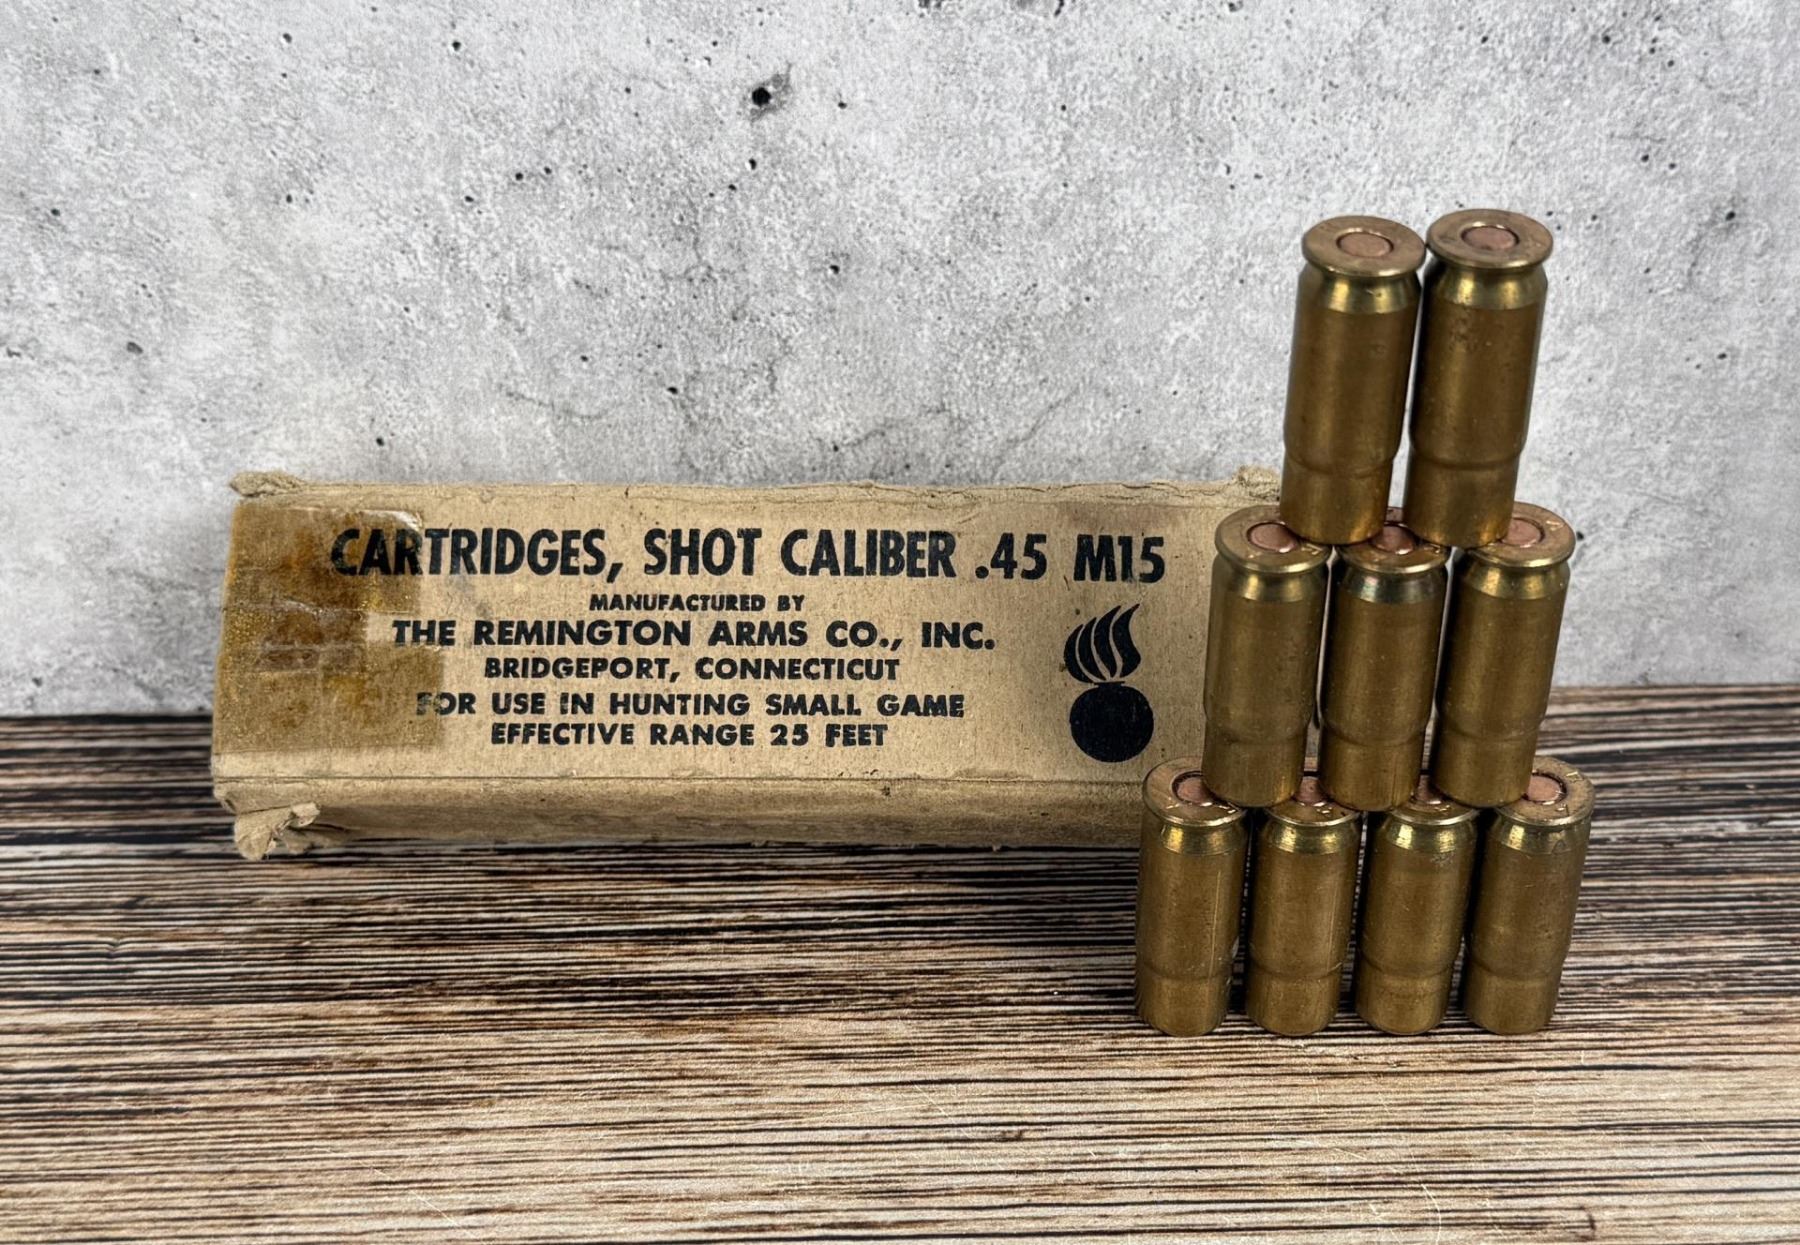 CARTRIDGES, SHOT CALIBER .45 M15
MANUFACTURED BY
THE REMINGTON ARMS CO., INC.
BRIDGEPORT, CONNECTICUT
FOR USE IN HUNTING SMALL GAME
EFFECTIVE RANGE 25 FEET